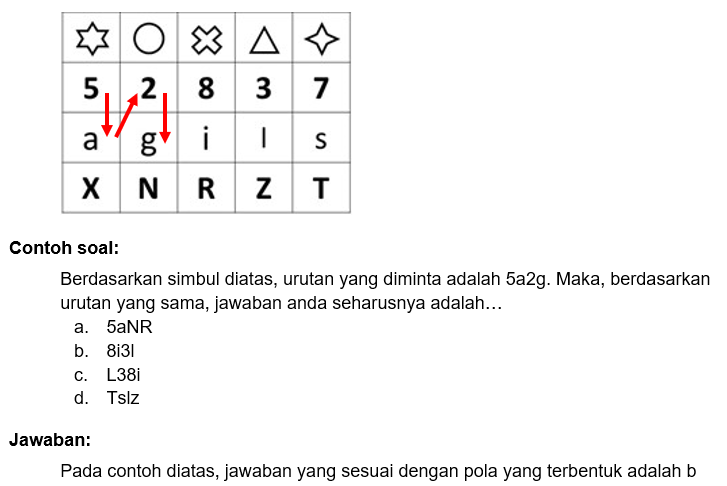 5 2 8 3 7
a g i l s
X N R Z T
Contoh soal:
Berdasarkan simbul diatas, urutan yang diminta adalah 5a2g. Maka, berdasarkan
urutan yang sama, jawaban anda seharusnya adalah…
a. 5aNR
b. 8i3l
c. L38i
d. Tslz
Jawaban:
Pada contoh diatas, jawaban yang sesuai dengan pola yang terbentuk adalah b